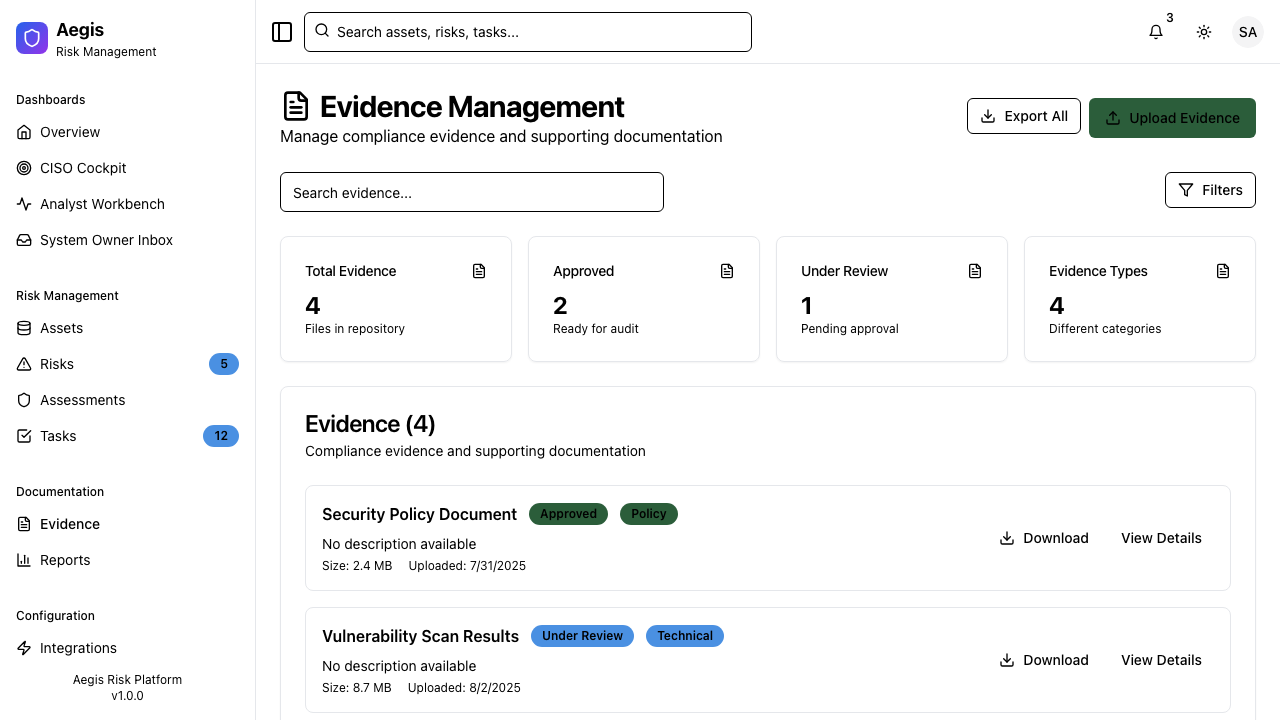 Aegis
Risk Management
Dashboards
Overview
CISO Cockpit
Analyst Workbench
System Owner Inbox
Risk Management
Assets
Risks 5
Assessments
Tasks 12
Documentation
Evidence
Reports
Configuration
Integrations
Aegis Risk Platform
v1.0.0
Search assets, risks, tasks...
3
SA
Evidence Management
Manage compliance evidence and supporting documentation
Export All
Upload Evidence
Search evidence...
Filters
Total Evidence
4
Files in repository
Approved
2
Ready for audit
Under Review
1
Pending approval
Evidence Types
4
Different categories
Evidence (4)
Compliance evidence and supporting documentation
Security Policy Document Approved Policy
No description available
Size: 2.4 MB Uploaded: 7/31/2025
Download View Details
Vulnerability Scan Results Under Review Technical
No description available
Size: 8.7 MB Uploaded: 8/2/2025
Download View Details